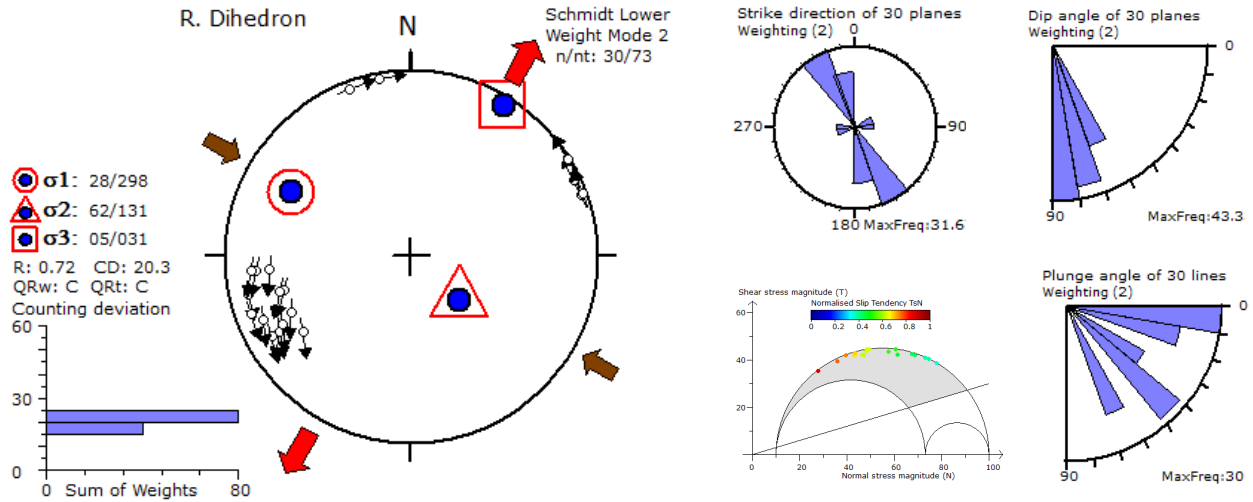 R. Dihedron
N
Schmidt Lower
Weight Mode 2
n/nt: 30/73
σ1: 28/298
σ2: 62/131
σ3: 05/031
R: 0.72 CD: 20.3
QRw: C QRt: C
Counting deviation
60
30
0
0 Sum of Weights 80
Strike direction of 30 planes
Weighting (2)
0
270
90
180 MaxFreq:31.6
Dip angle of 30 planes
Weighting (2)
0
90
MaxFreq:43.3
Shear stress magnitude (T)
Normalised Slip Tendency TsN
0 0.2 0.4 0.6 0.8 1
60
40
20
0 20 40 60 80 100
Normal stress magnitude (N)
Plunge angle of 30 lines
Weighting (2)
0
90
MaxFreq:30